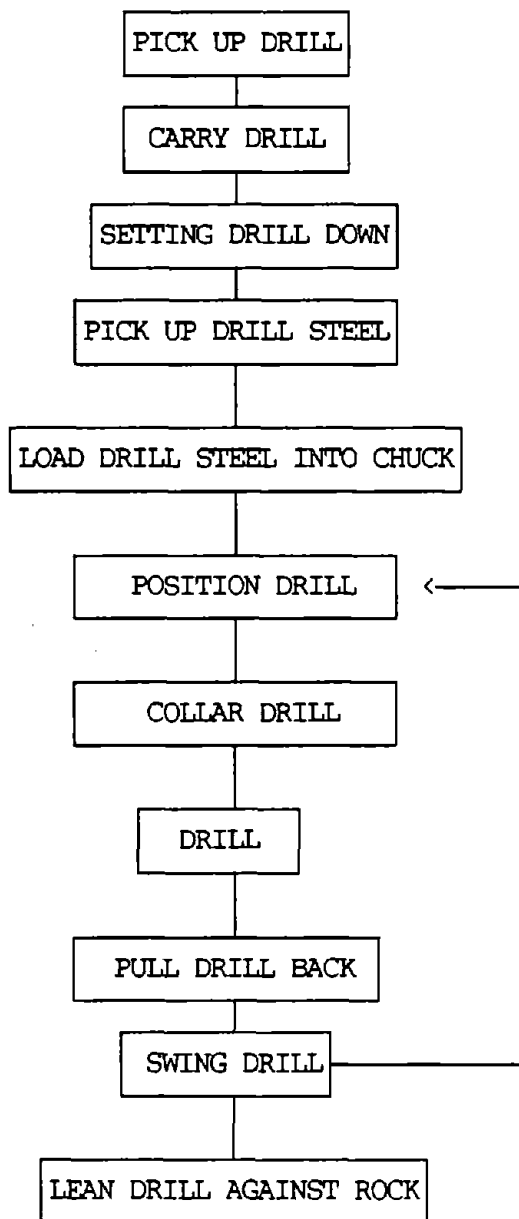 PICK UP DRILL
CARRY DRILL
SETTING DRILL DOWN
PICK UP DRILL STEEL
LOAD DRILL STEEL INTO CHUCK
POSITION DRILL
COLLAR DRILL
DRILL
PULL DRILL BACK
SWING DRILL
LEAN DRILL AGAINST ROCK